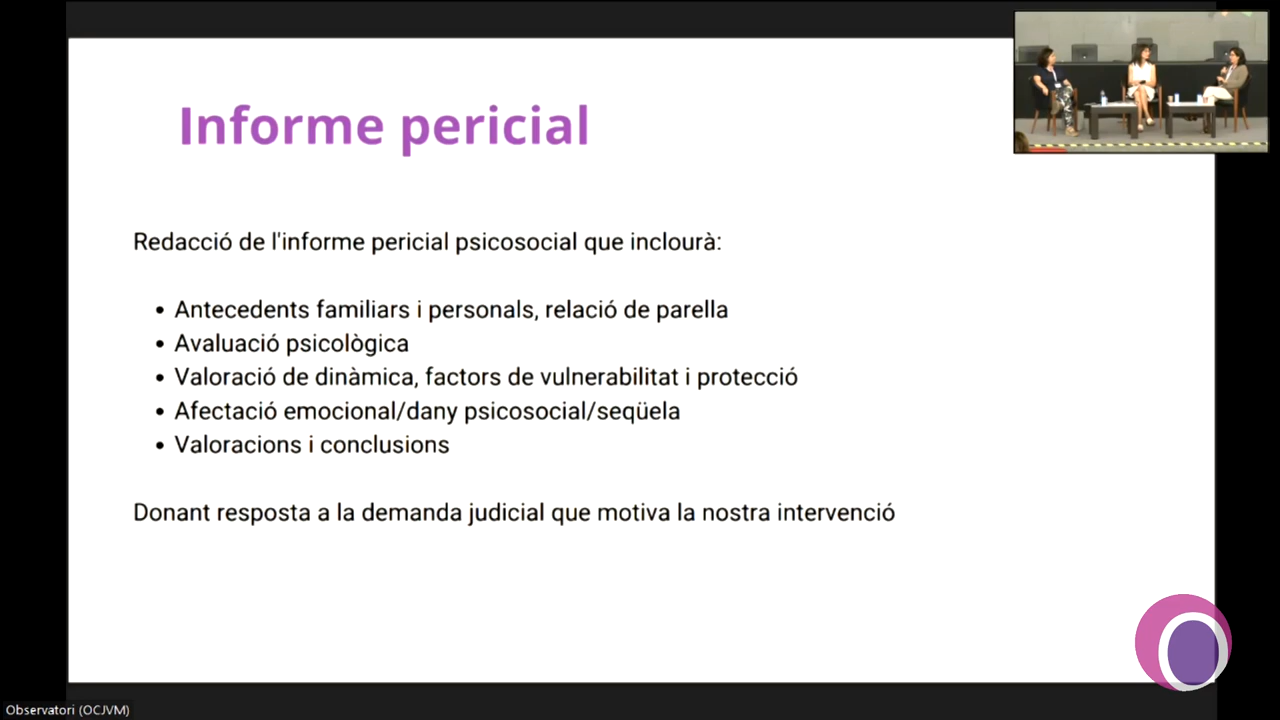 Informe pericial
Redacció de l'informe pericial psicosocial que inclourà:
• Antecedents familiars i personals, relació de parella
• Avaluació psicològica
• Valoració de dinàmica, factors de vulnerabilitat i protecció
• Afectació emocional/dany psicosocial/seqüela
• Valoracions i conclusions
Donant resposta a la demanda judicial que motiva la nostra intervenció
Observatori (OCJVM)